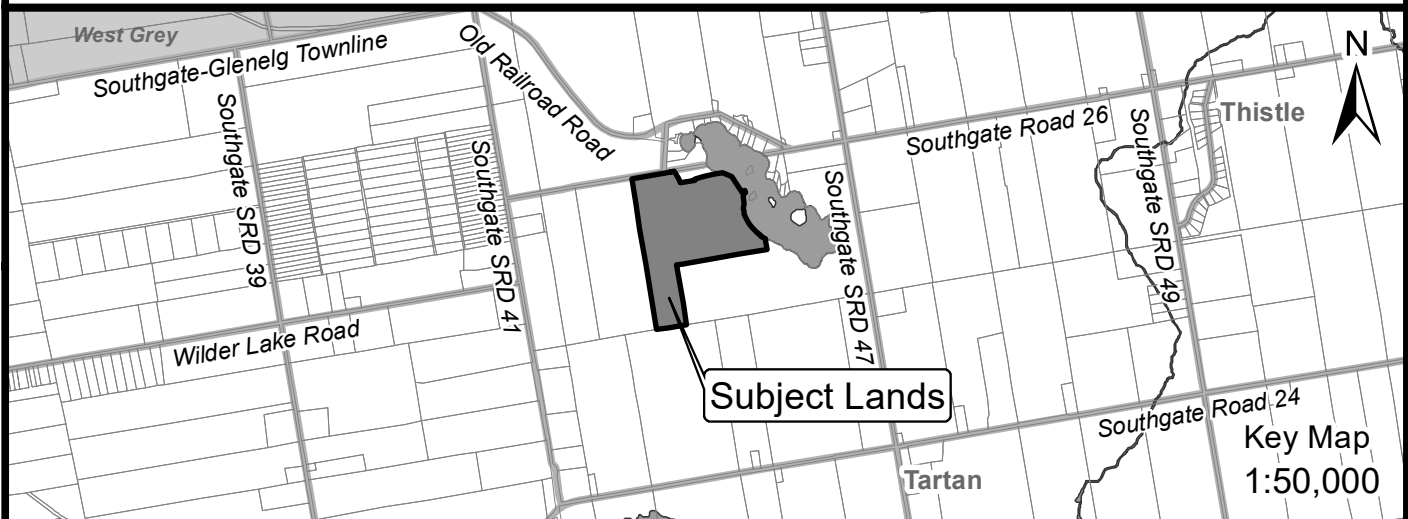 West Grey
Southgate-Glenelg Townline
Old Railroad Road
N
Southgate SRD 39
Southgate SRD 41
Southgate Road 26
Southgate SRD 49
Thistle
Southgate SRD 47
Wilder Lake Road
Subject Lands
Southgate Road 24
Key Map
1:50,000
Tartan